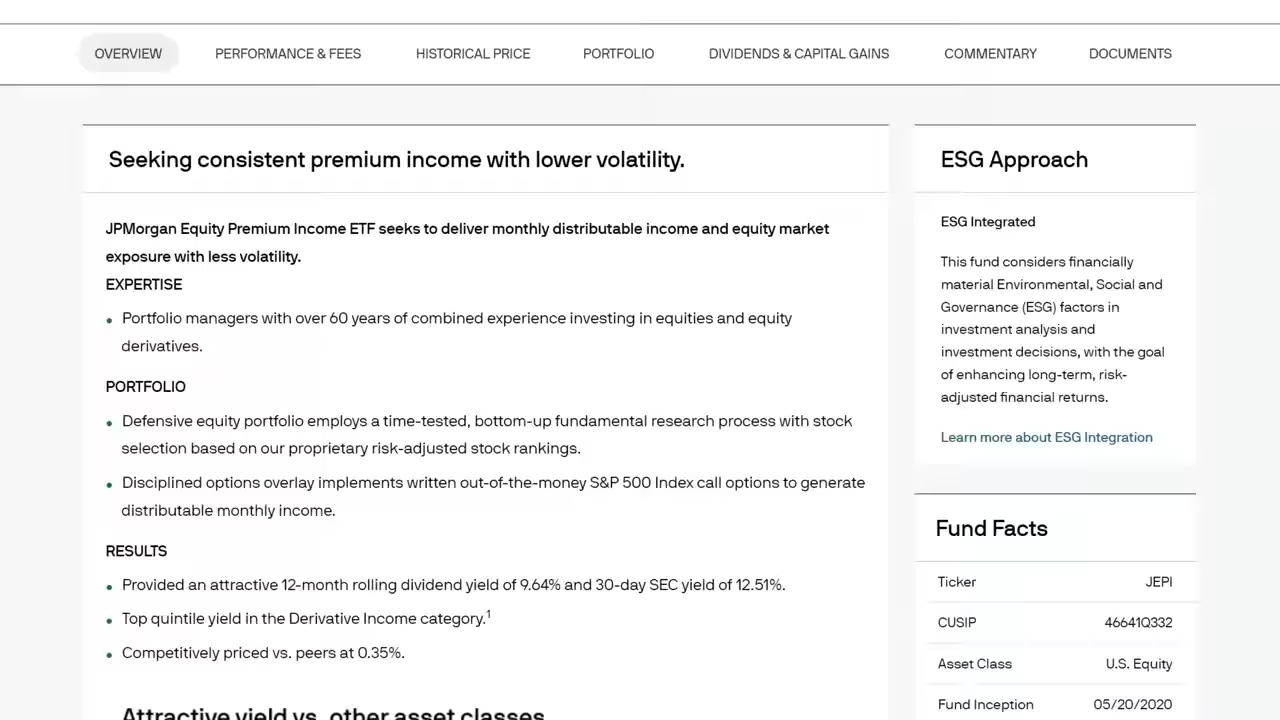 OVERVIEW PERFORMANCE & FEES HISTORICAL PRICE PORTFOLIO DIVIDENDS & CAPITAL GAINS COMMENTARY DOCUMENTS
Seeking consistent premium income with lower volatility.
JPMorgan Equity Premium Income ETF seeks to deliver monthly distributable income and equity market
exposure with less volatility.
EXPERTISE
• Portfolio managers with over 60 years of combined experience investing in equities and equity
derivatives.
PORTFOLIO
• Defensive equity portfolio employs a time-tested, bottom-up fundamental research process with stock
selection based on our proprietary risk-adjusted stock rankings.
• Disciplined options overlay implements written out-of-the-money S&P 500 Index call options to generate
distributable monthly income.
RESULTS
• Provided an attractive 12-month rolling dividend yield of 9.64% and 30-day SEC yield of 12.51%.
• Top quintile yield in the Derivative Income category.¹
• Competitively priced vs. peers at 0.35%.
Attractive yield vs. other asset classes
ESG Approach
ESG Integrated
This fund considers financially
material Environmental, Social and
Governance (ESG) factors in
investment analysis and
investment decisions, with the goal
of enhancing long-term, risk-
adjusted financial returns.
Learn more about ESG Integration
Fund Facts
Ticker JEPI
CUSIP 46641Q332
Asset Class U.S. Equity
Fund Inception 05/20/2020